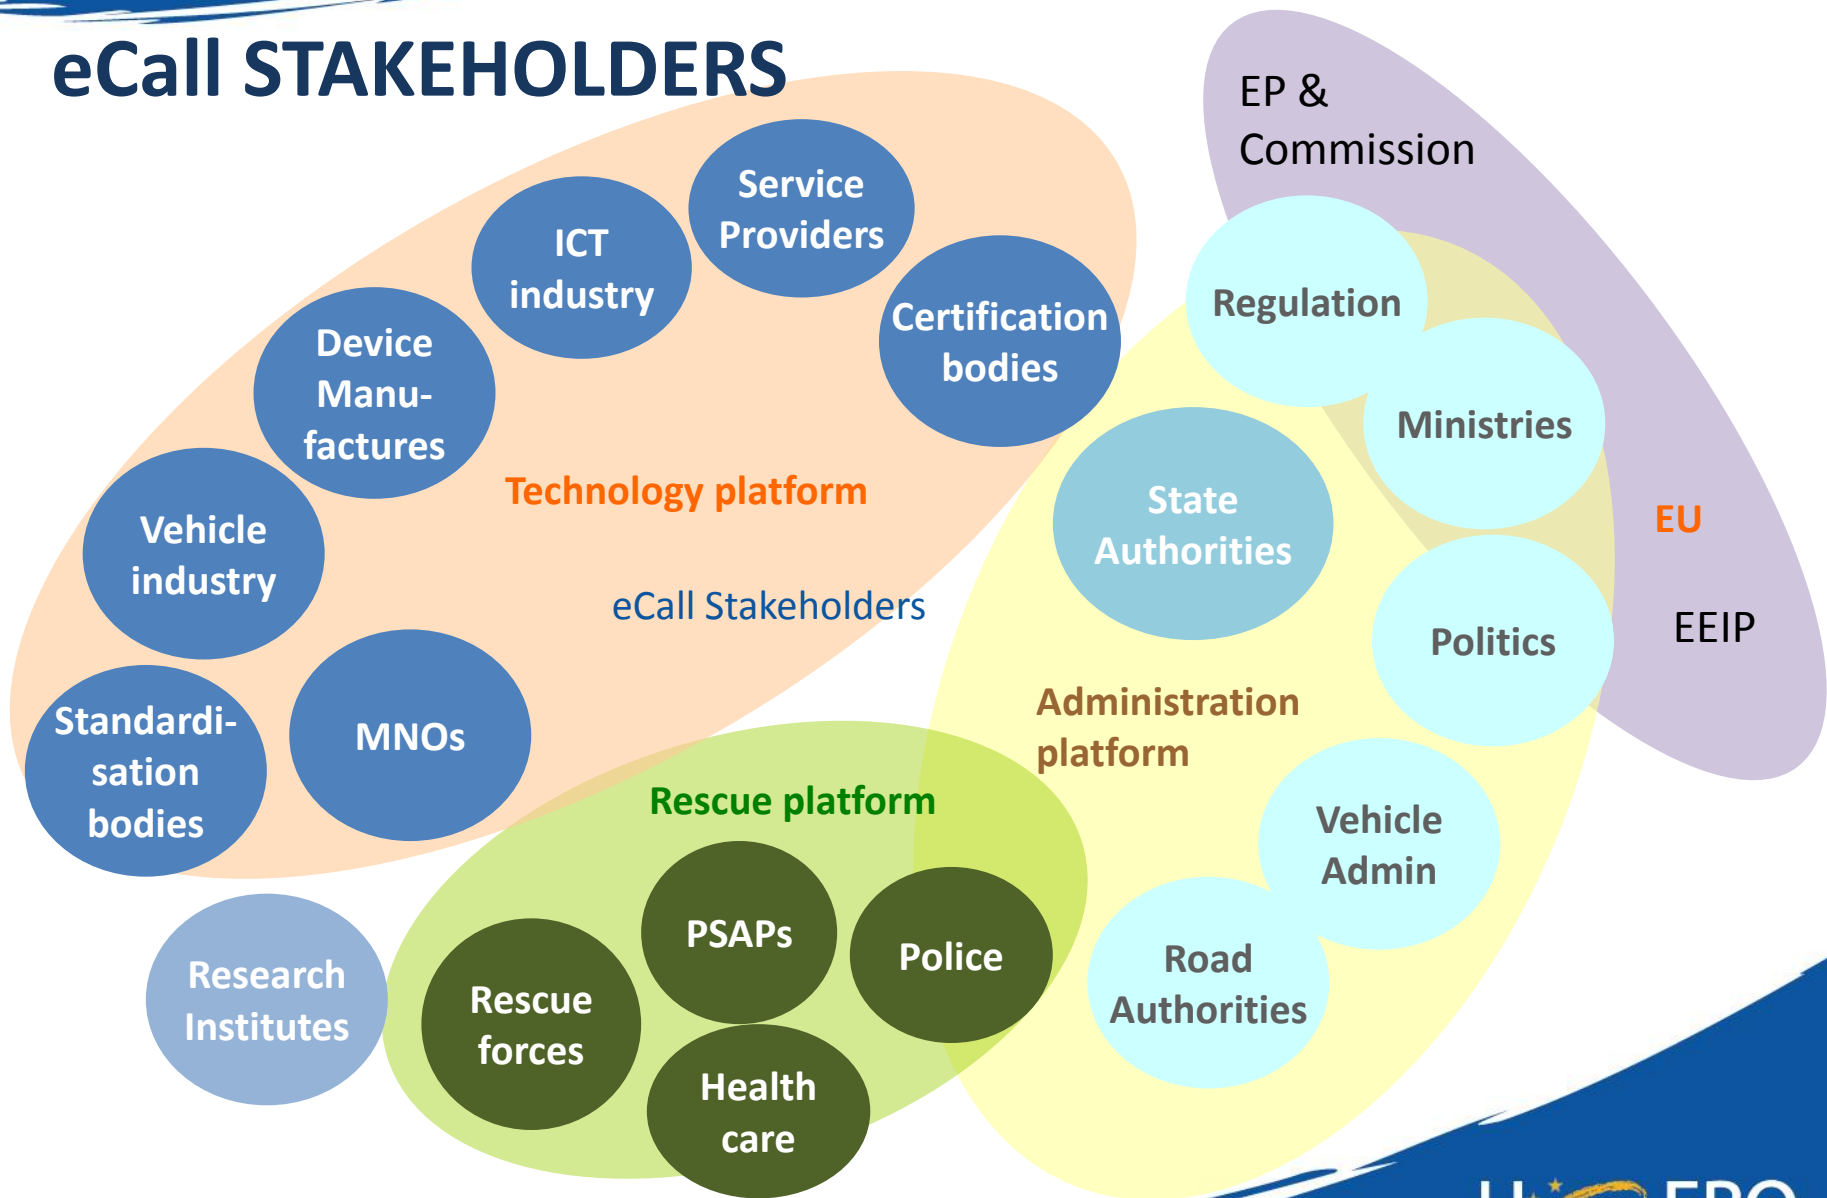 eCall STAKEHOLDERS
EP &
Commission
Service
Providers
ICT
industry
Certification
bodies
Regulation
Device
Manu-
factures
Ministries
Technology platform
State
Authorities
EU
Vehicle
industry
eCall Stakeholders
EEIP
Politics
Administration
platform
Standardi-
sation
bodies
MNOs
Rescue platform
Vehicle
Admin
PSAPs
Police
Road
Authorities
Research
Institutes
Rescue
forces
Health
care